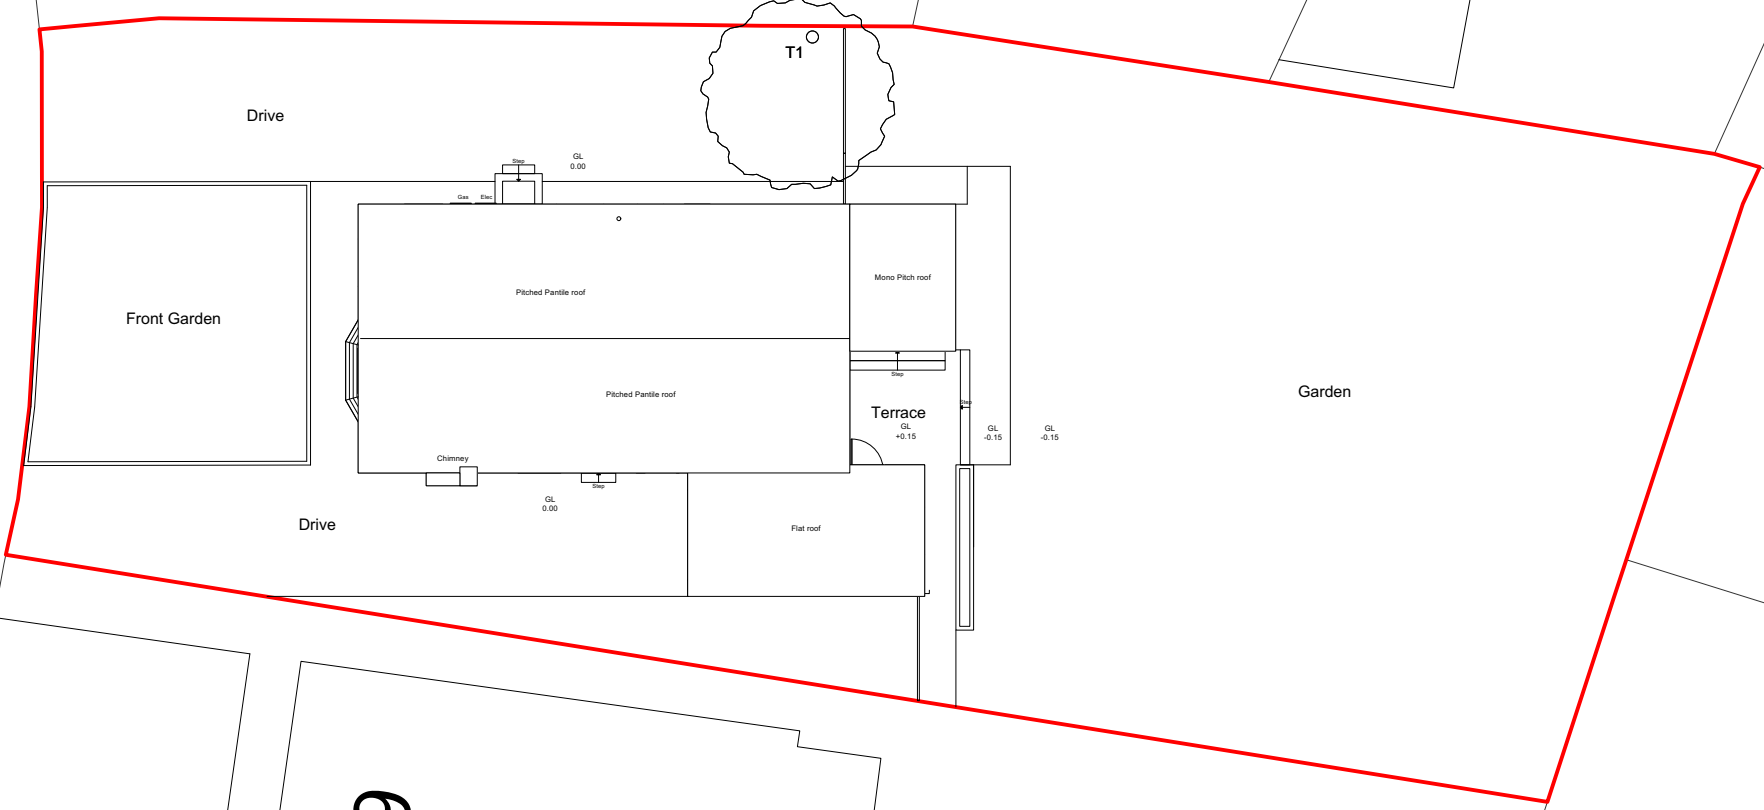 T1
Drive
Step
GL
0.00
Gas
Elec
Mono Pitch roof
Pitched Pantile roof
Front Garden
Step
Pitched Pantile roof
Garden
Step
Terrace
GL
+0.15
GL
-0.15
GL
-0.15
Chimney
Step
GL
0.00
Drive
Flat roof